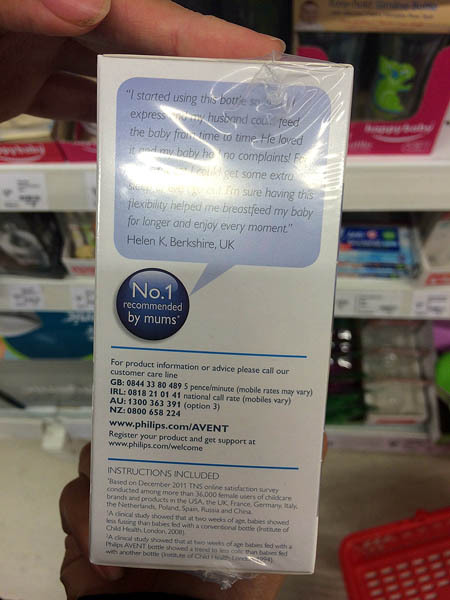 "I started using this bottle so I
express and my husband could feed
the baby from time to time. He loved
it and my baby had no complaints!
get some extra
I'm sure having this
flexibility helped me breastfeed my baby
for longer and enjoy every moment."
Helen K, Berkshire, UK
No.1
recommended
by mums*
For product information or advice please call our
customer care line
GB: 0844 33 80 489 5 pence/minute (mobile rates may vary)
IRL: 0818 21 01 41 national call rate (mobiles vary)
AU: 1300 363 391 (option 3)
NZ: 0800 658 224
www.philips.com/AVENT
Register your product and get support at
www.philips.com/welcome
INSTRUCTIONS INCLUDED
*Based on December 2011 TNS online satisfaction survey
conducted among more than 36,000 female users of childcare
brands and products in the USA, the UK, France, Germany, Italy,
the Netherlands, Poland, Spain, Russia and China.
¹A clinical study showed that at two weeks of age, babies showed
less fussing than babies fed with a conventional bottle (Institute of
Child Health London, 2008).
²A clinical study showed that at two weeks of age babies fed with a
Philips AVENT bottle showed a trend to less colic than babies fed
with another bottle (Institute of Child Health London 1994).
happy baby